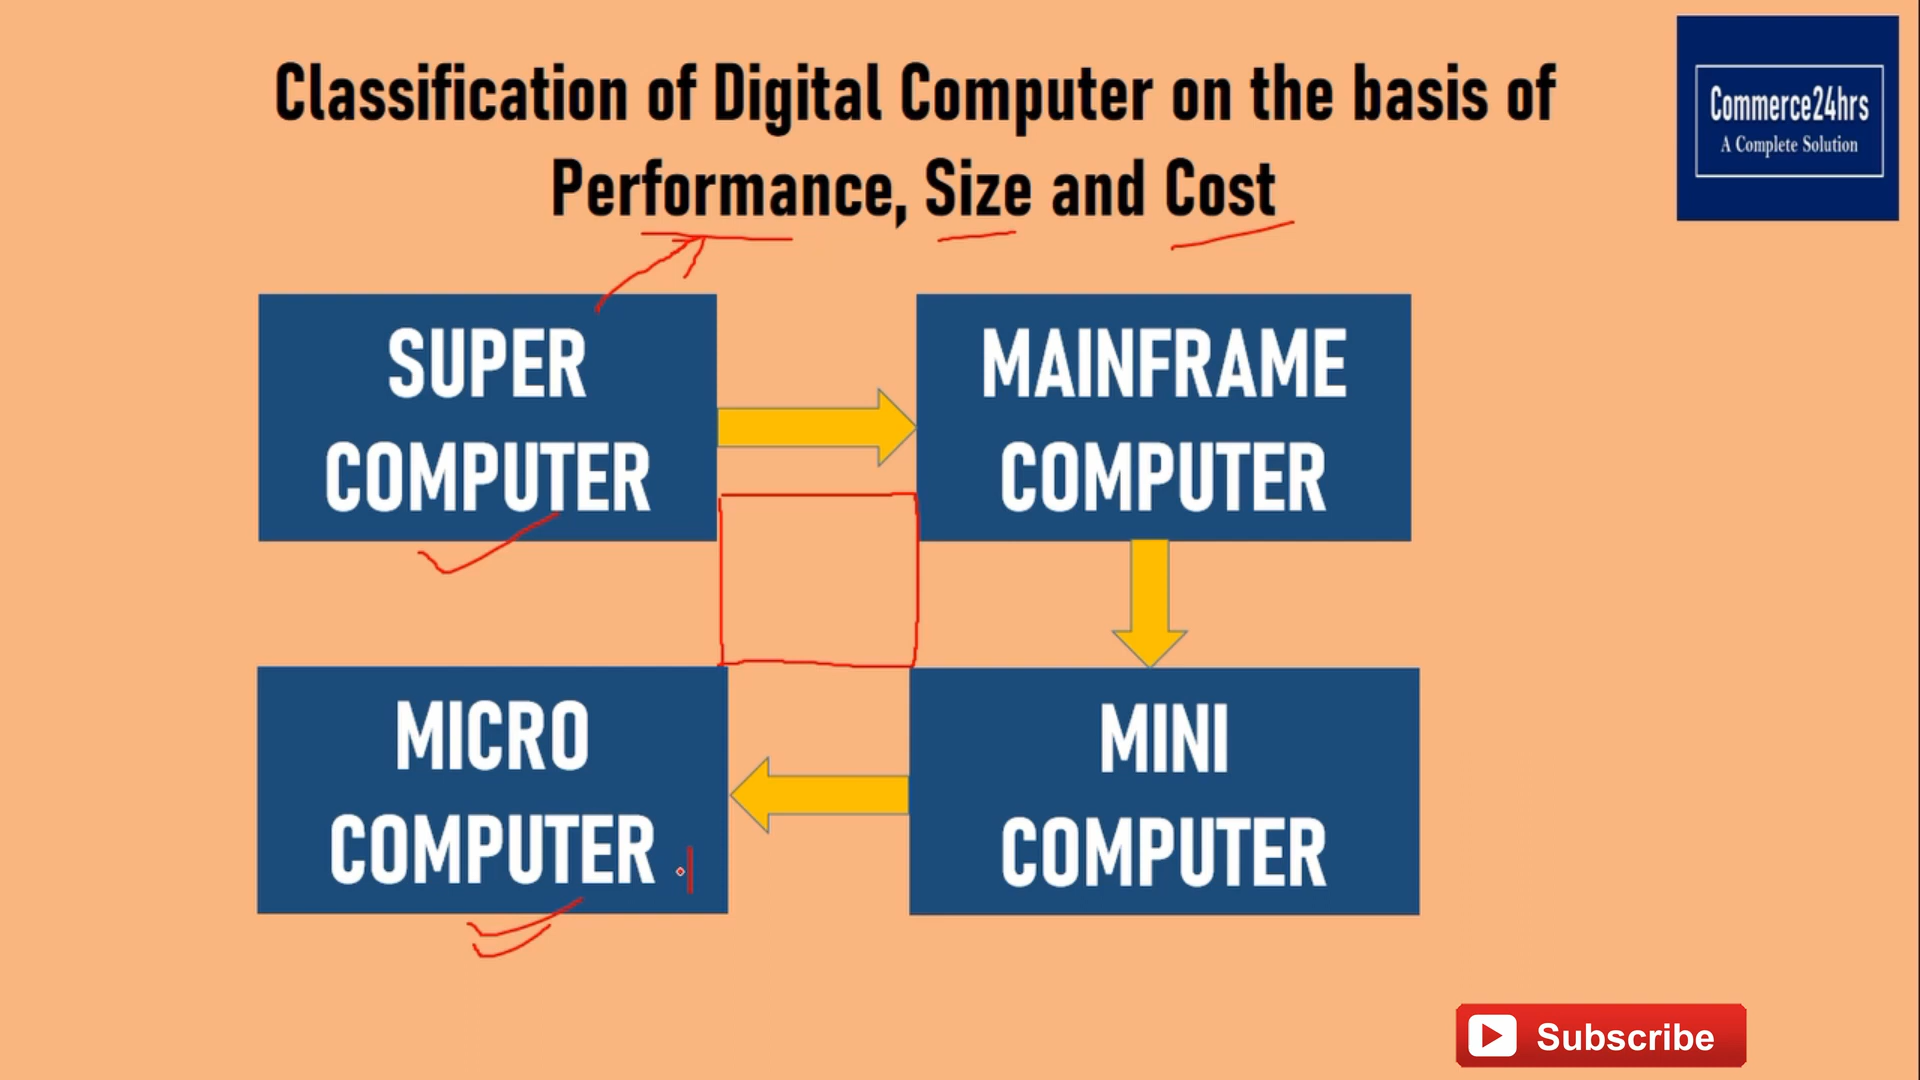 Classification of Digital Computer on the basis of
Performance, Size and Cost
Commerce24hrs
A Complete Solution
SUPER
COMPUTER
MAINFRAME
COMPUTER
MICRO
COMPUTER
MINI
COMPUTER
Subscribe